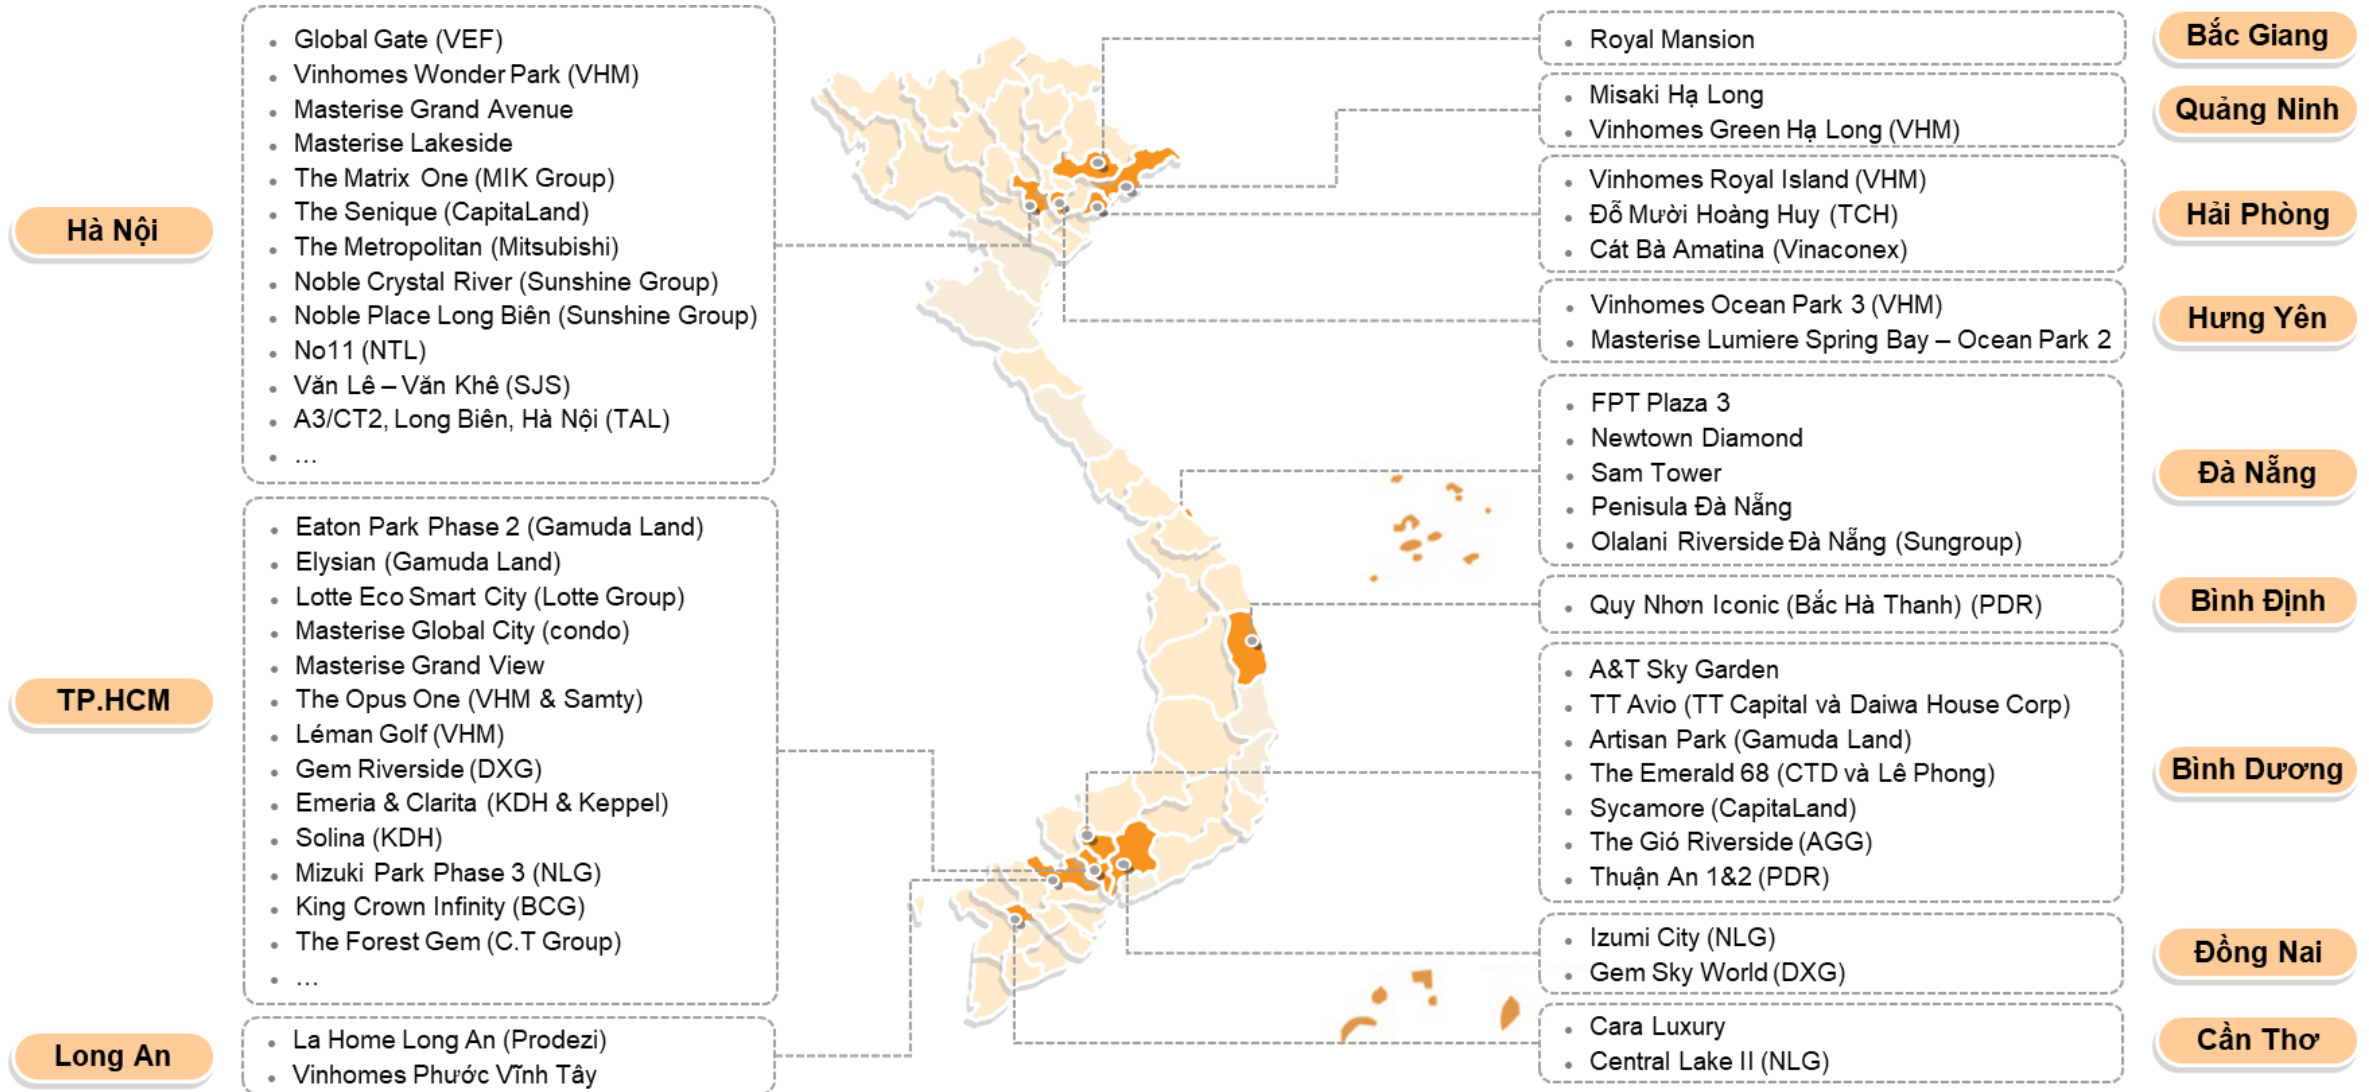 Hà Nội
Global Gate (VEF)
Vinhomes Wonder Park (VHM)
Masterise Grand Avenue
Masterise Lakeside
The Matrix One (MIK Group)
The Senique (CapitaLand)
The Metropolitan (Mitsubishi)
Noble Crystal River (Sunshine Group)
Noble Place Long Biên (Sunshine Group)
No11 (NTL)
Văn Lê – Văn Khê (SJS)
A3/CT2, Long Biên, Hà Nội (TAL)
...
TP.HCM
Eaton Park Phase 2 (Gamuda Land)
Elysian (Gamuda Land)
Lotte Eco Smart City (Lotte Group)
Masterise Global City (condo)
Masterise Grand View
The Opus One (VHM & Samty)
Léman Golf (VHM)
Gem Riverside (DXG)
Emeria & Clarita (KDH & Keppel)
Solina (KDH)
Mizuki Park Phase 3 (NLG)
King Crown Infinity (BCG)
The Forest Gem (C.T Group)
...
Long An
La Home Long An (Prodezi)
Vinhomes Phước Vĩnh Tây
Bắc Giang
Royal Mansion
Quảng Ninh
Misaki Hạ Long
Vinhomes Green Hạ Long (VHM)
Hải Phòng
Vinhomes Royal Island (VHM)
Đỗ Mười Hoàng Huy (TCH)
Cát Bà Amatina (Vinaconex)
Hưng Yên
Vinhomes Ocean Park 3 (VHM)
Masterise Lumiere Spring Bay – Ocean Park 2
Đà Nẵng
FPT Plaza 3
Newtown Diamond
Sam Tower
Penisula Đà Nẵng
Olalani Riverside Đà Nẵng (Sungroup)
Bình Định
Quy Nhơn Iconic (Bắc Hà Thanh) (PDR)
Bình Dương
A&T Sky Garden
TT Avio (TT Capital và Daiwa House Corp)
Artisan Park (Gamuda Land)
The Emerald 68 (CTD và Lê Phong)
Sycamore (CapitaLand)
The Gió Riverside (AGG)
Thuận An 1&2 (PDR)
Đồng Nai
Izumi City (NLG)
Gem Sky World (DXG)
Cần Thơ
Cara Luxury
Central Lake II (NLG)